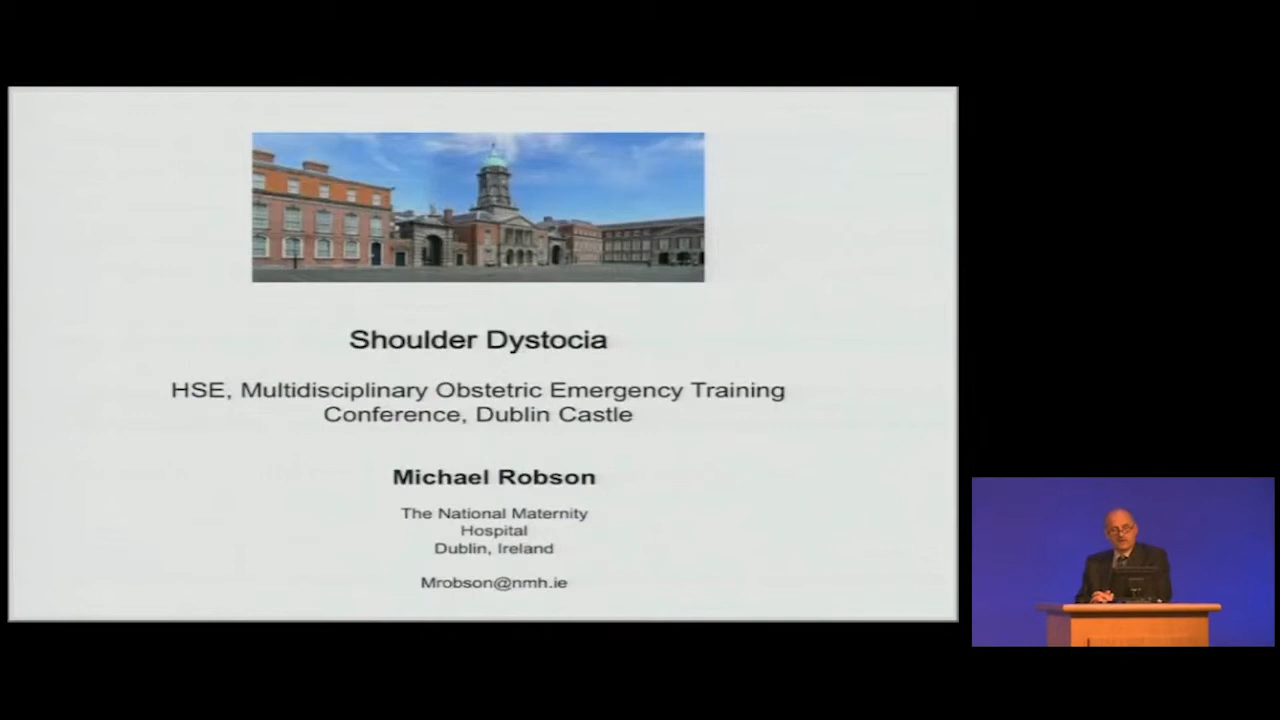 Shoulder Dystocia
HSE, Multidisciplinary Obstetric Emergency Training
Conference, Dublin Castle
Michael Robson
The National Maternity
Hospital
Dublin, Ireland
Mrobson@nmh.ie